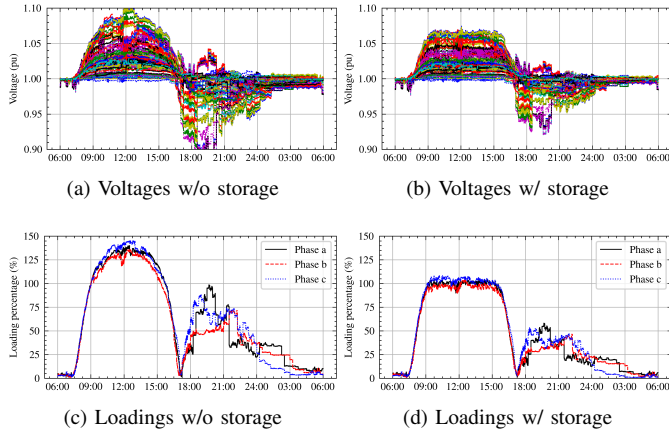 1.10
1.05
1.00
0.95
0.90
Voltage (pu)
06:00 09:00 12:00 15:00 18:00 21:00 24:00 03:00 06:00
(a) Voltages w/o storage
1.10
1.05
1.00
0.95
0.90
Voltage (pu)
06:00 09:00 12:00 15:00 18:00 21:00 24:00 03:00 06:00
(b) Voltages w/ storage
150
125
100
75
50
25
0
Loading percentage (%)
Phase a
Phase b
Phase c
06:00 09:00 12:00 15:00 18:00 21:00 24:00 03:00 06:00
(c) Loadings w/o storage
150
125
100
75
50
25
0
Loading percentage (%)
Phase a
Phase b
Phase c
06:00 09:00 12:00 15:00 18:00 21:00 24:00 03:00 06:00
(d) Loadings w/ storage